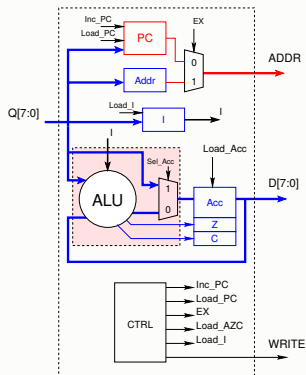 Inc_PC
EX
Load_PC
PC
0
1
ADDR
Addr
Q[7:0]
Load_I
I
I
I
Load_Acc
Sel_Acc
ALU
1
0
Acc
Z
C
D[7:0]
CTRL
Inc_PC
Load_PC
EX
Load_AZC
Load_I
WRITE